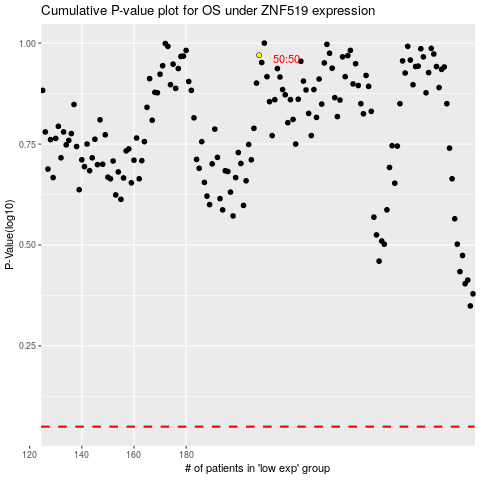 Cumulative P-value plot for OS under ZNF519 expression
P-Value(log10)
1.00
0.75
0.50
0.25
50:50
120 140 160 180
# of patients in 'low exp' group